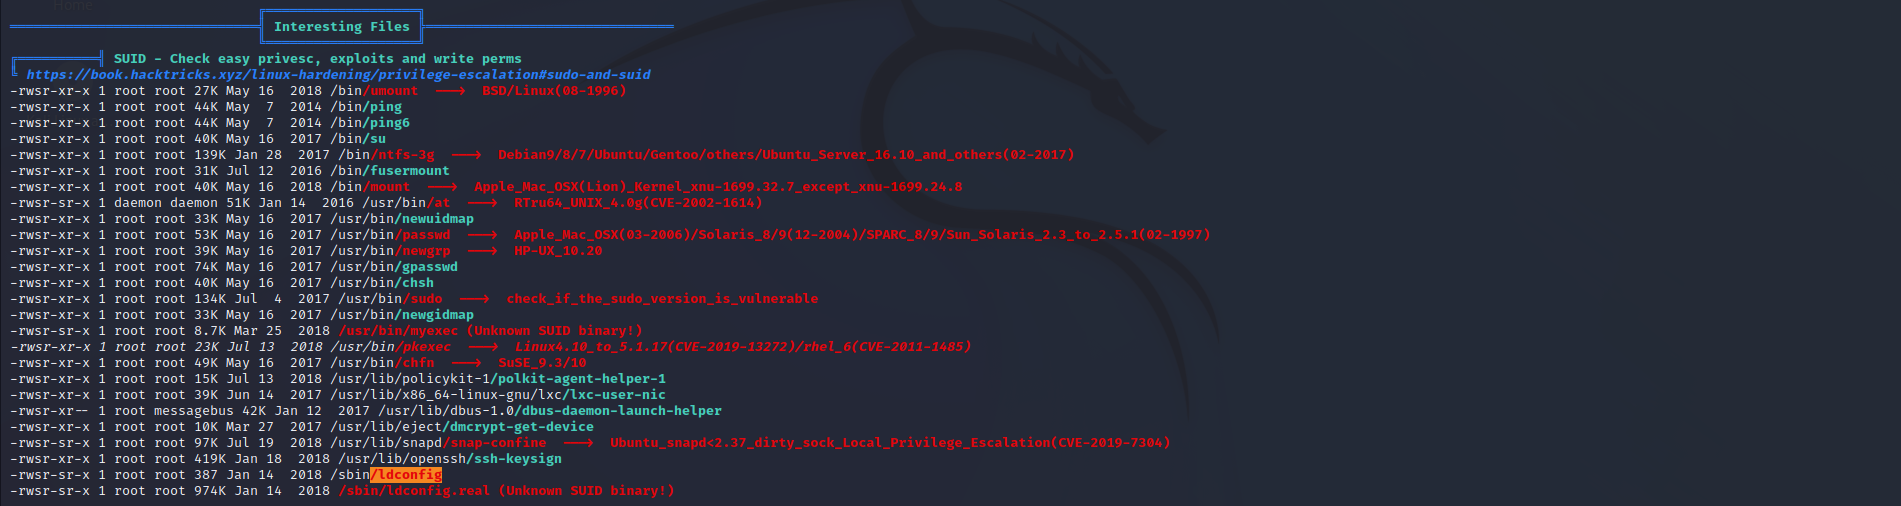 Home
Interesting Files
SUID - Check easy privesc, exploits and write perms
https://book.hacktricks.xyz/linux-hardening/privilege-escalation#sudo-and-suid
-rwsr-xr-x 1 root root 27K May 16  2018 /bin/umount  --->  BSD/Linux(08-1996)
-rwsr-xr-x 1 root root 44K May  7  2014 /bin/ping
-rwsr-xr-x 1 root root 44K May  7  2014 /bin/ping6
-rwsr-xr-x 1 root root 40K May 16  2017 /bin/su
-rwsr-xr-x 1 root root 139K Jan 28  2017 /bin/ntfs-3g  --->  Debian9/8/7/Ubuntu/Gentoo/others/Ubuntu_Server_16.10_and_others(02-2017)
-rwsr-xr-x 1 root root 31K Jul 12  2016 /bin/fusermount
-rwsr-xr-x 1 root root 40K May 16  2018 /bin/mount  --->  Apple_Mac_OSX(Lion)_Kernel_xnu-1699.32.7_except_xnu-1699.24.8
-rwsr-sr-x 1 daemon daemon 51K Jan 14  2016 /usr/bin/at  --->  RTru64_UNIX_4.0g(CVE-2002-1614)
-rwsr-xr-x 1 root root 33K May 16  2017 /usr/bin/newuidmap
-rwsr-xr-x 1 root root 53K May 16  2017 /usr/bin/passwd  --->  Apple_Mac_OSX(03-2006)/Solaris_8/9(12-2004)/SPARC_8/9/Sun_Solaris_2.3_to_2.5.1(02-1997)
-rwsr-xr-x 1 root root 39K May 16  2017 /usr/bin/newgrp  --->  HP-UX_10.20
-rwsr-xr-x 1 root root 74K May 16  2017 /usr/bin/gpasswd
-rwsr-xr-x 1 root root 40K May 16  2017 /usr/bin/chsh
-rwsr-xr-x 1 root root 134K Jul  4  2017 /usr/bin/sudo  --->  check_if_the_sudo_version_is_vulnerable
-rwsr-xr-x 1 root root 33K May 16  2017 /usr/bin/newgidmap
-rwsr-sr-x 1 root root 8.7K Mar 25  2018 /usr/bin/myexec (Unknown SUID binary!)
-rwsr-xr-x 1 root root 23K Jul 13  2018 /usr/bin/pkexec  --->  Linux4.10_to_5.1.17(CVE-2019-13272)/rhel_6(CVE-2011-1485)
-rwsr-xr-x 1 root root 49K May 16  2017 /usr/bin/chfn  --->  SuSE_9.3/10
-rwsr-xr-x 1 root root 15K Jul 13  2018 /usr/lib/policykit-1/polkit-agent-helper-1
-rwsr-xr-x 1 root root 39K Jun 14  2017 /usr/lib/x86_64-linux-gnu/lxc/lxc-user-nic
-rwsr-xr-- 1 root messagebus 42K Jan 12  2017 /usr/lib/dbus-1.0/dbus-daemon-launch-helper
-rwsr-xr-x 1 root root 10K Mar 27  2017 /usr/lib/eject/dmcrypt-get-device
-rwsr-sr-x 1 root root 97K Jul 19  2018 /usr/lib/snapd/snap-confine  --->  Ubuntu_snapd<2.37_dirty_sock_Local_Privilege_Escalation(CVE-2019-7304)
-rwsr-xr-x 1 root root 419K Jan 18  2018 /usr/lib/openssh/ssh-keysign
-rwsr-sr-x 1 root root 387 Jan 14  2018 /sbin/ldconfig
-rwsr-sr-x 1 root root 974K Jan 14  2018 /sbin/ldconfig.real (Unknown SUID binary!)